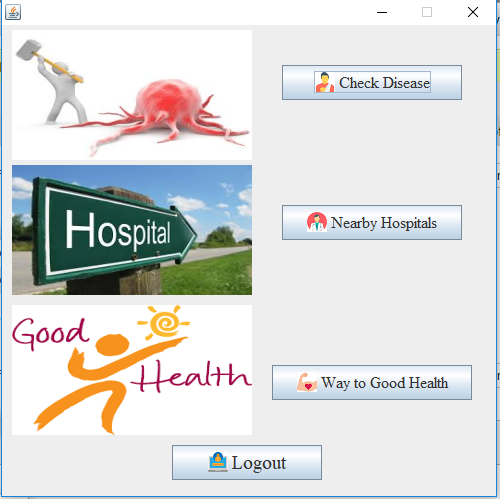 Check Disease
Hospital
Nearby Hospitals
Good
Health
Way to Good Health
Logout